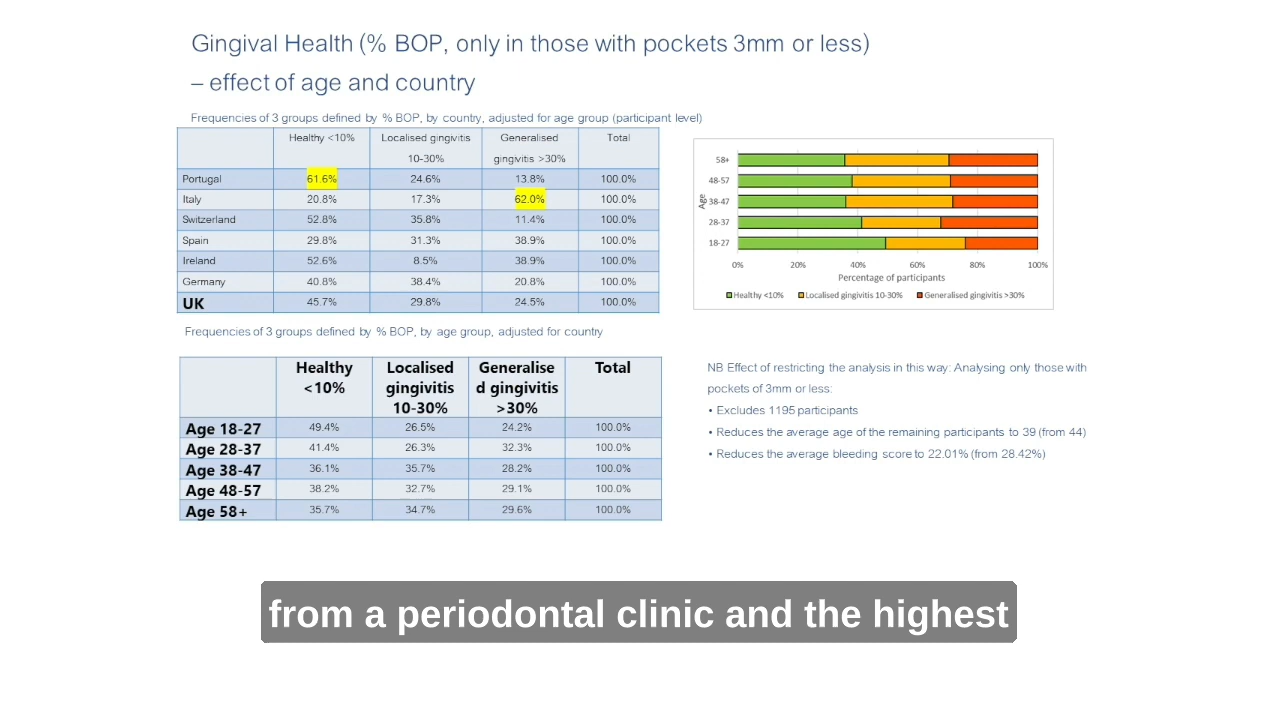 Gingival Health (% BOP, only in those with pockets 3mm or less)
– effect of age and country
Frequencies of 3 groups defined by % BOP, by country, adjusted for age group (participant level)
Healthy <10% Localised gingivitis 10-30% Generalised gingivitis >30% Total
Portugal 61.6% 24.6% 13.8% 100.0%
Italy 20.8% 17.3% 62.0% 100.0%
Switzerland 52.8% 35.8% 11.4% 100.0%
Spain 29.8% 31.3% 38.9% 100.0%
Ireland 52.6% 8.5% 38.9% 100.0%
Germany 40.8% 38.4% 20.8% 100.0%
UK 45.7% 29.8% 24.5% 100.0%
58+
48-57
38-47
28-37
18-27
Age
0% 20% 40% 60% 80% 100%
Percentage of participants
Healthy <10% Localised gingivitis 10-30% Generalised gingivitis >30%
Frequencies of 3 groups defined by % BOP, by age group, adjusted for country
Healthy <10% Localised gingivitis 10-30% Generalise d gingivitis >30% Total
Age 18-27 49.4% 26.5% 24.2% 100.0%
Age 28-37 41.4% 26.3% 32.3% 100.0%
Age 38-47 36.1% 35.7% 28.2% 100.0%
Age 48-57 38.2% 32.7% 29.1% 100.0%
Age 58+ 35.7% 34.7% 29.6% 100.0%
NB Effect of restricting the analysis in this way: Analysing only those with
pockets of 3mm or less:
• Excludes 1195 participants
• Reduces the average age of the remaining participants to 39 (from 44)
• Reduces the average bleeding score to 22.01% (from 28.42%)
from a periodontal clinic and the highest